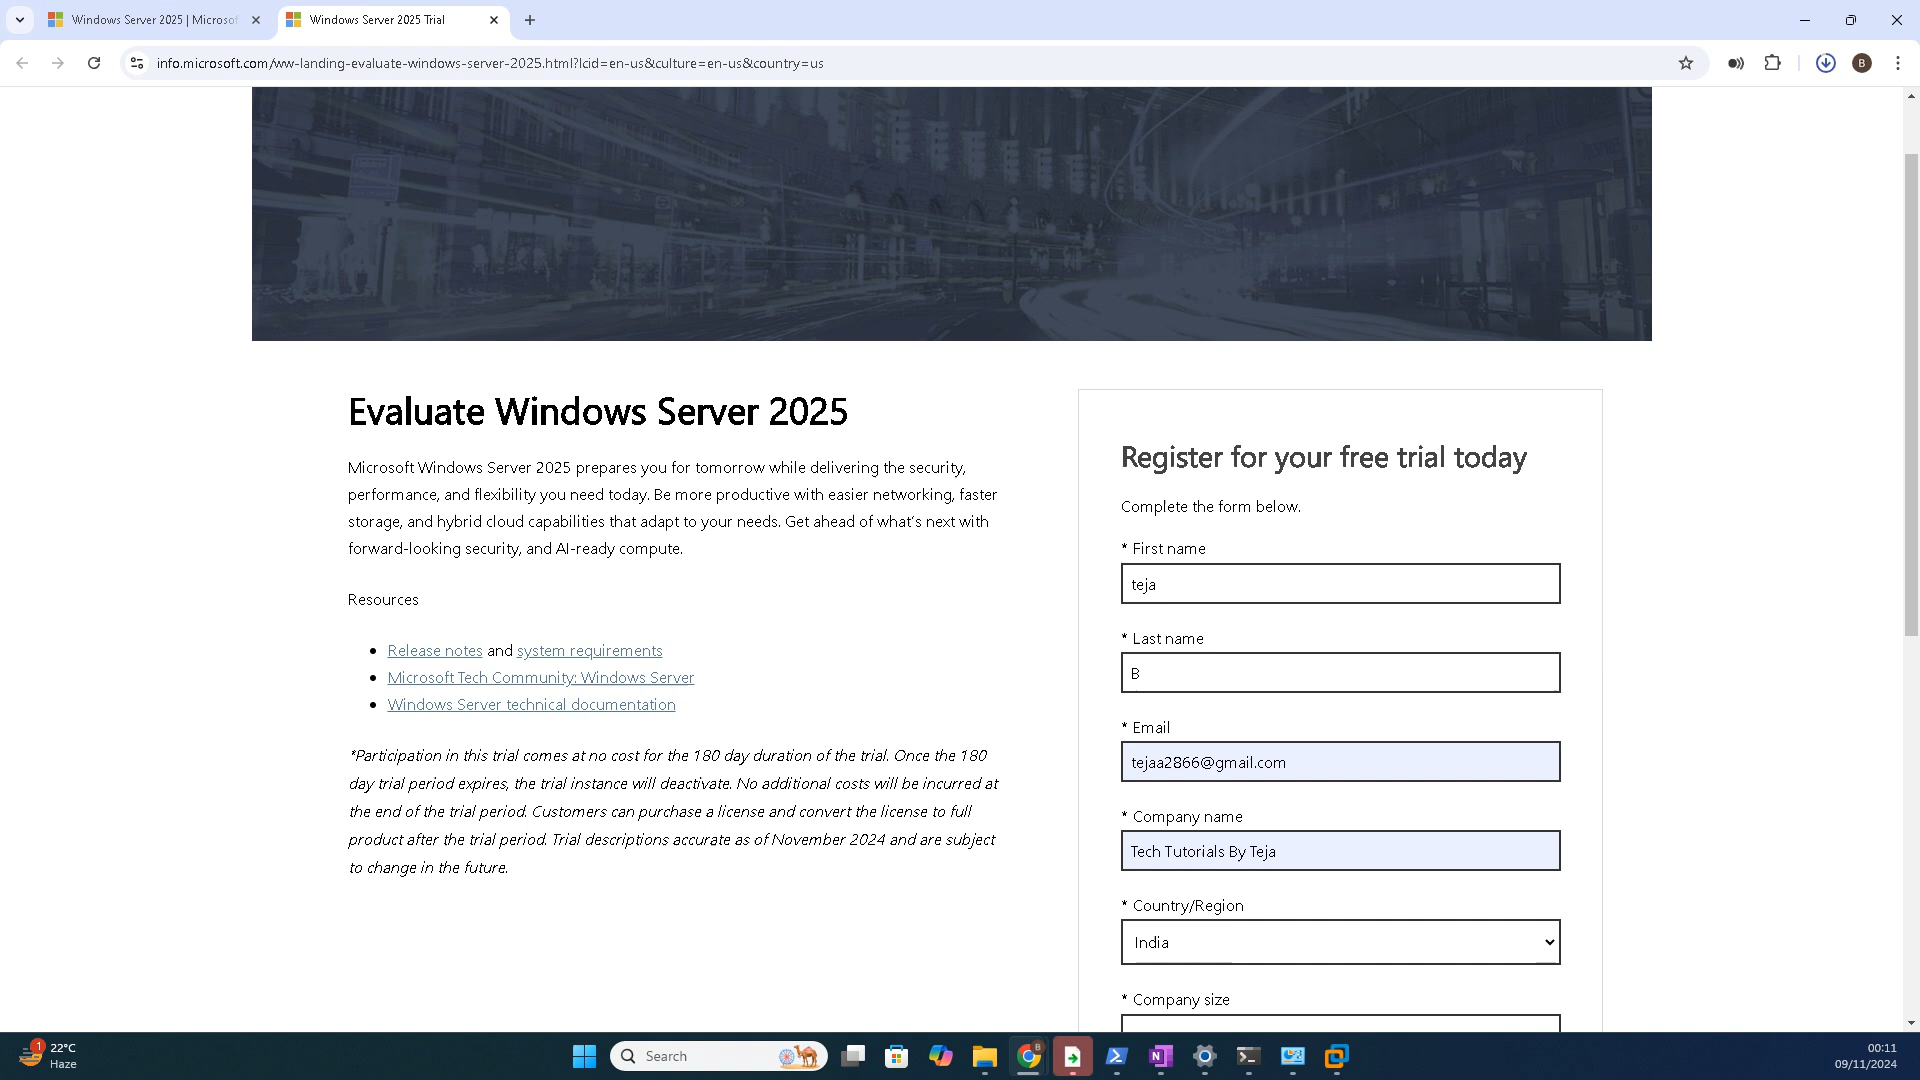 Windows Server 2025 | Microsof
Windows Server 2025 Trial
info.microsoft.com/ww-landing-evaluate-windows-server-2025.html?lcid=en-us&culture=en-us&country=us
B
Evaluate Windows Server 2025
Microsoft Windows Server 2025 prepares you for tomorrow while delivering the security,
performance, and flexibility you need today. Be more productive with easier networking, faster
storage, and hybrid cloud capabilities that adapt to your needs. Get ahead of what's next with
forward-looking security, and AI-ready compute.
Resources
Release notes and system requirements
Microsoft Tech Community: Windows Server
Windows Server technical documentation
*Participation in this trial comes at no cost for the 180 day duration of the trial. Once the 180
day trial period expires, the trial instance will deactivate. No additional costs will be incurred at
the end of the trial period. Customers can purchase a license and convert the license to full
product after the trial period. Trial descriptions accurate as of November 2024 and are subject
to change in the future.
Register for your free trial today
Complete the form below.
* First name
teja
* Last name
B
* Email
tejaa2866@gmail.com
* Company name
Tech Tutorials By Teja
* Country/Region
India
* Company size
1
22°C
Haze
Search
B
N
00:11
09/11/2024